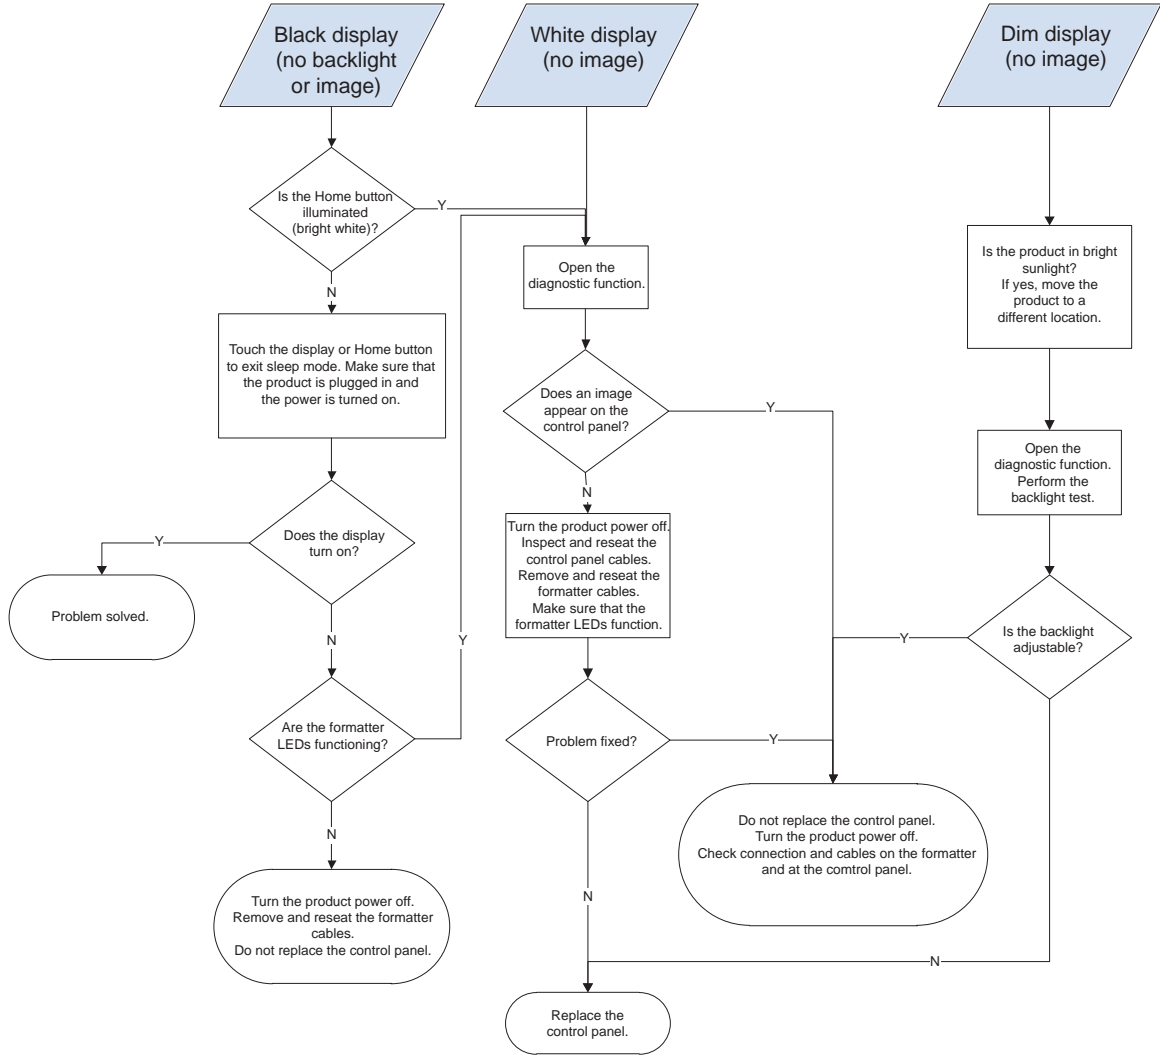 Black display
(no backlight
or image)
White display
(no image)
Dim display
(no image)
Is the Home button
illuminated
(bright white)?
Y
N
Touch the display or Home button
to exit sleep mode. Make sure that
the product is plugged in and
the power is turned on.
Does the display
turn on?
Y
Problem solved.
N
Are the formatter
LEDs functioning?
Y
N
Turn the product power off.
Remove and reseat the formatter
cables.
Do not replace the control panel.
Open the
diagnostic function.
Does an image
appear on the
control panel?
Y
N
Turn the product power off.
Inspect and reseat the
control panel cables.
Remove and reseat the
formatter cables.
Make sure that the
formatter LEDs function.
Problem fixed?
Y
N
Do not replace the control panel.
Turn the product power off.
Check connection and cables on the formatter
and at the comtrol panel.
Replace the
control panel.
Is the product in bright
sunlight?
If yes, move the
product to a
different location.
Open the
diagnostic function.
Perform the
backlight test.
Is the backlight
adjustable?
Y
N